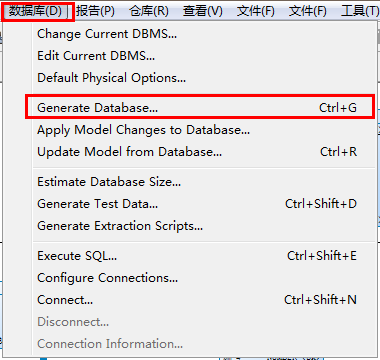 数据库(D) 报告(P) 仓库(R) 查看(V) 文件(F) 文件(F) 工具(T)
Change Current DBMS...
Edit Current DBMS...
Default Physical Options...
Generate Database... Ctrl+G
Apply Model Changes to Database...
Update Model from Database... Ctrl+R
Estimate Database Size...
Generate Test Data... Ctrl+Shift+D
Generate Extraction Scripts...
Execute SQL... Ctrl+Shift+E
Configure Connections...
Connect... Ctrl+Shift+N
Disconnect...
Connection Information...